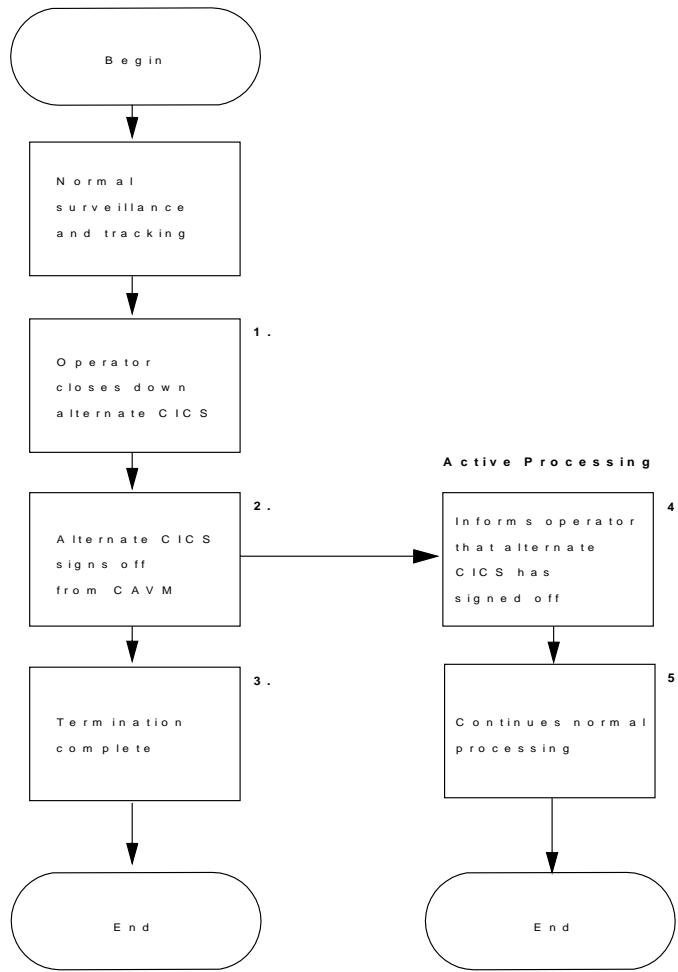 Begin
Normal
surveillance
and tracking
1.
Operator
closes down
alternate CICS
2.
Alternate CICS
signs off
from CAVM
3.
Termination
complete
End
Active Processing
4
Informs operator
that alternate
CICS has
signed off
5
Continues normal
processing
End